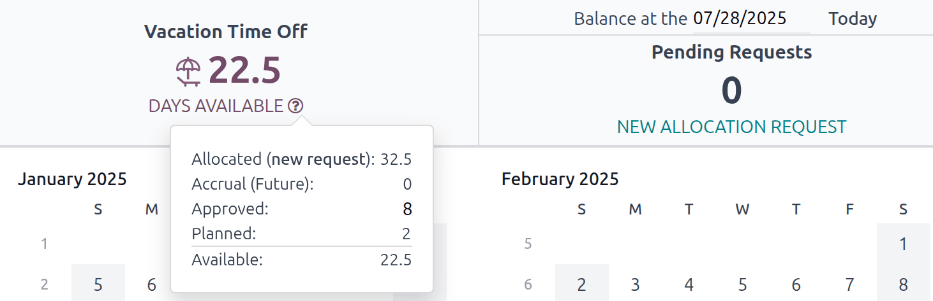 Vacation Time Off
22.5
DAYS AVAILABLE ?
Balance at the 07/28/2025 Today
Pending Requests
0
NEW ALLOCATION REQUEST
Allocated (new request): 32.5
Accrual (Future): 0
Approved: 8
Planned: 2
Available: 22.5
January 2025
S M
1
2 5 6
February 2025
S M T W T F S
5 1
6 2 3 4 5 6 7 8